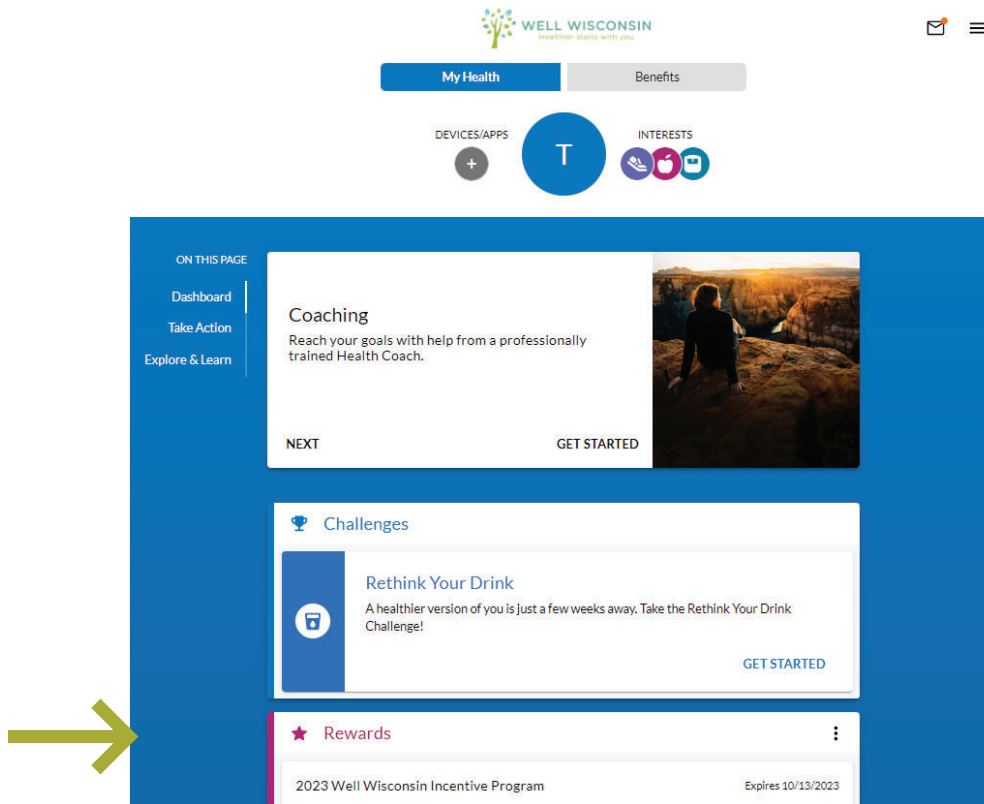 WELL WISCONSIN
Healthier starts with you
My Health
Benefits
DEVICES/APPS
T
INTERESTS
ON THIS PAGE
Dashboard
Take Action
Explore & Learn
Coaching
Reach your goals with help from a professionally
trained Health Coach.
NEXT
GET STARTED
Challenges
Rethink Your Drink
A healthier version of you is just a few weeks away. Take the Rethink Your Drink
Challenge!
GET STARTED
Rewards
2023 Well Wisconsin Incentive Program
Expires 10/13/2023